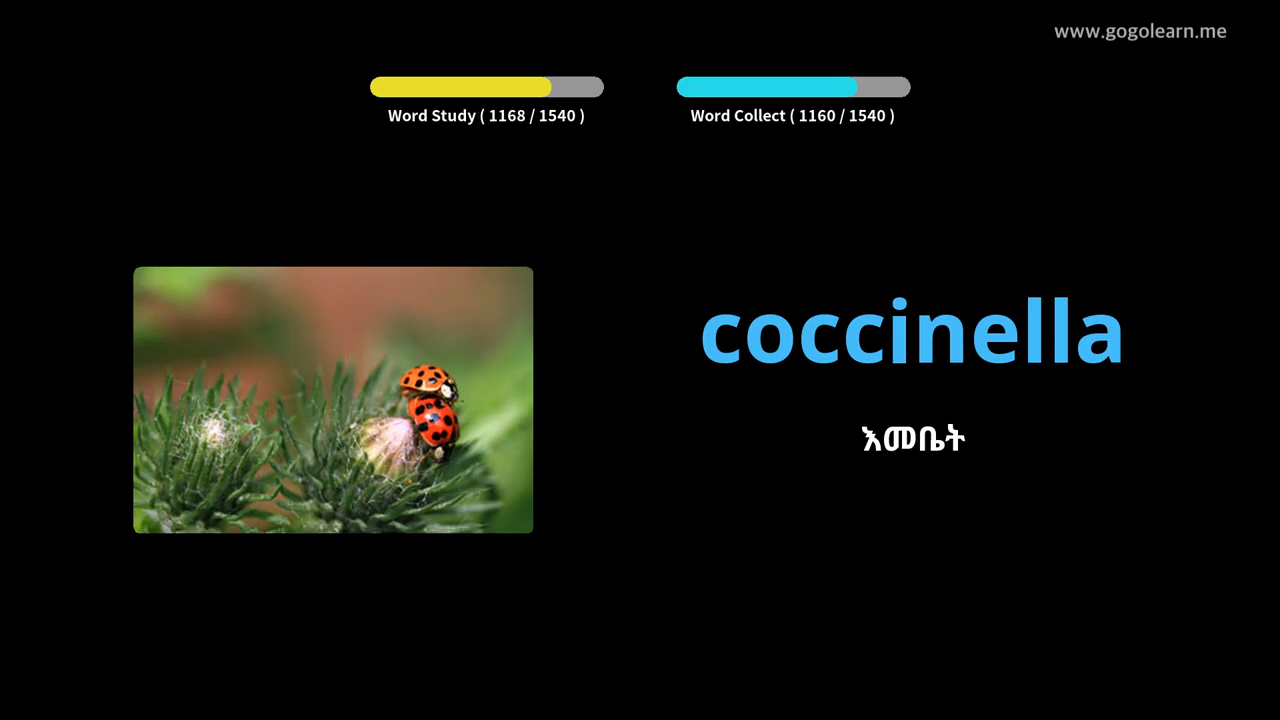 www.gogolearn.me
Word Study ( 1168 / 1540 )
Word Collect ( 1160 / 1540 )
coccinella
እመቤት